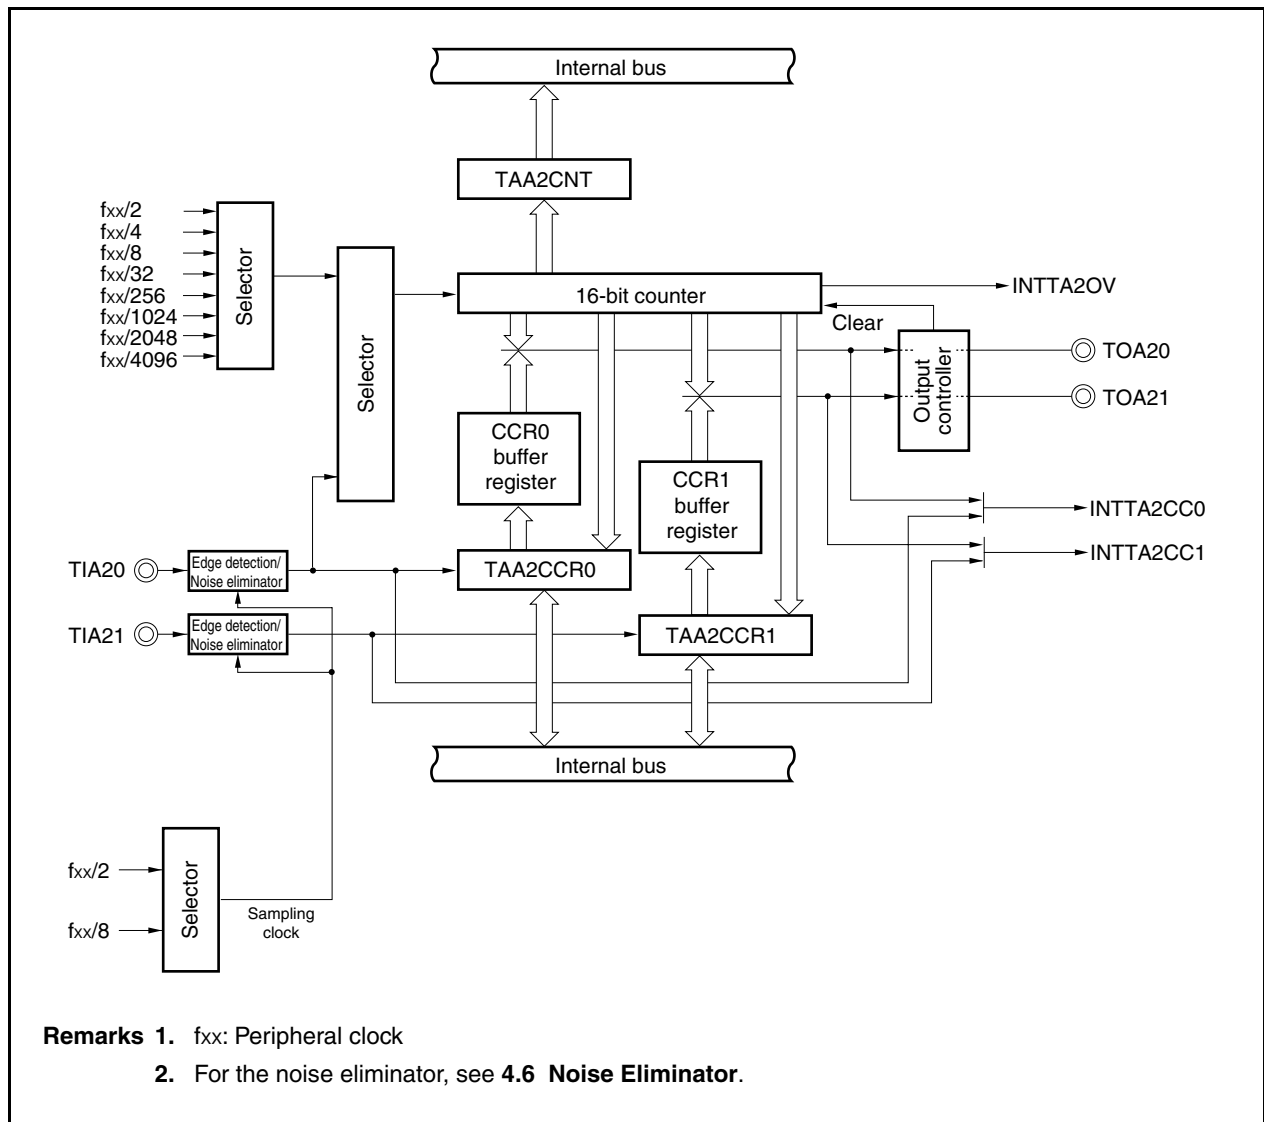 Internal bus
TAA2CNT
fxx/2
fxx/4
fxx/8
fxx/32
fxx/256
fxx/1024
fxx/2048
fxx/4096
Selector
Selector
16-bit counter
INTTA2OV
Clear
Output
controller
TOA20
TOA21
CCR0
buffer
register
CCR1
buffer
register
INTTA2CC0
INTTA2CC1
TIA20
Edge detection/
Noise eliminator
TAA2CCR0
TIA21
Edge detection/
Noise eliminator
TAA2CCR1
Internal bus
fxx/2
fxx/8
Selector
Sampling
clock
Remarks 1. fxx: Peripheral clock
2. For the noise eliminator, see 4.6 Noise Eliminator.